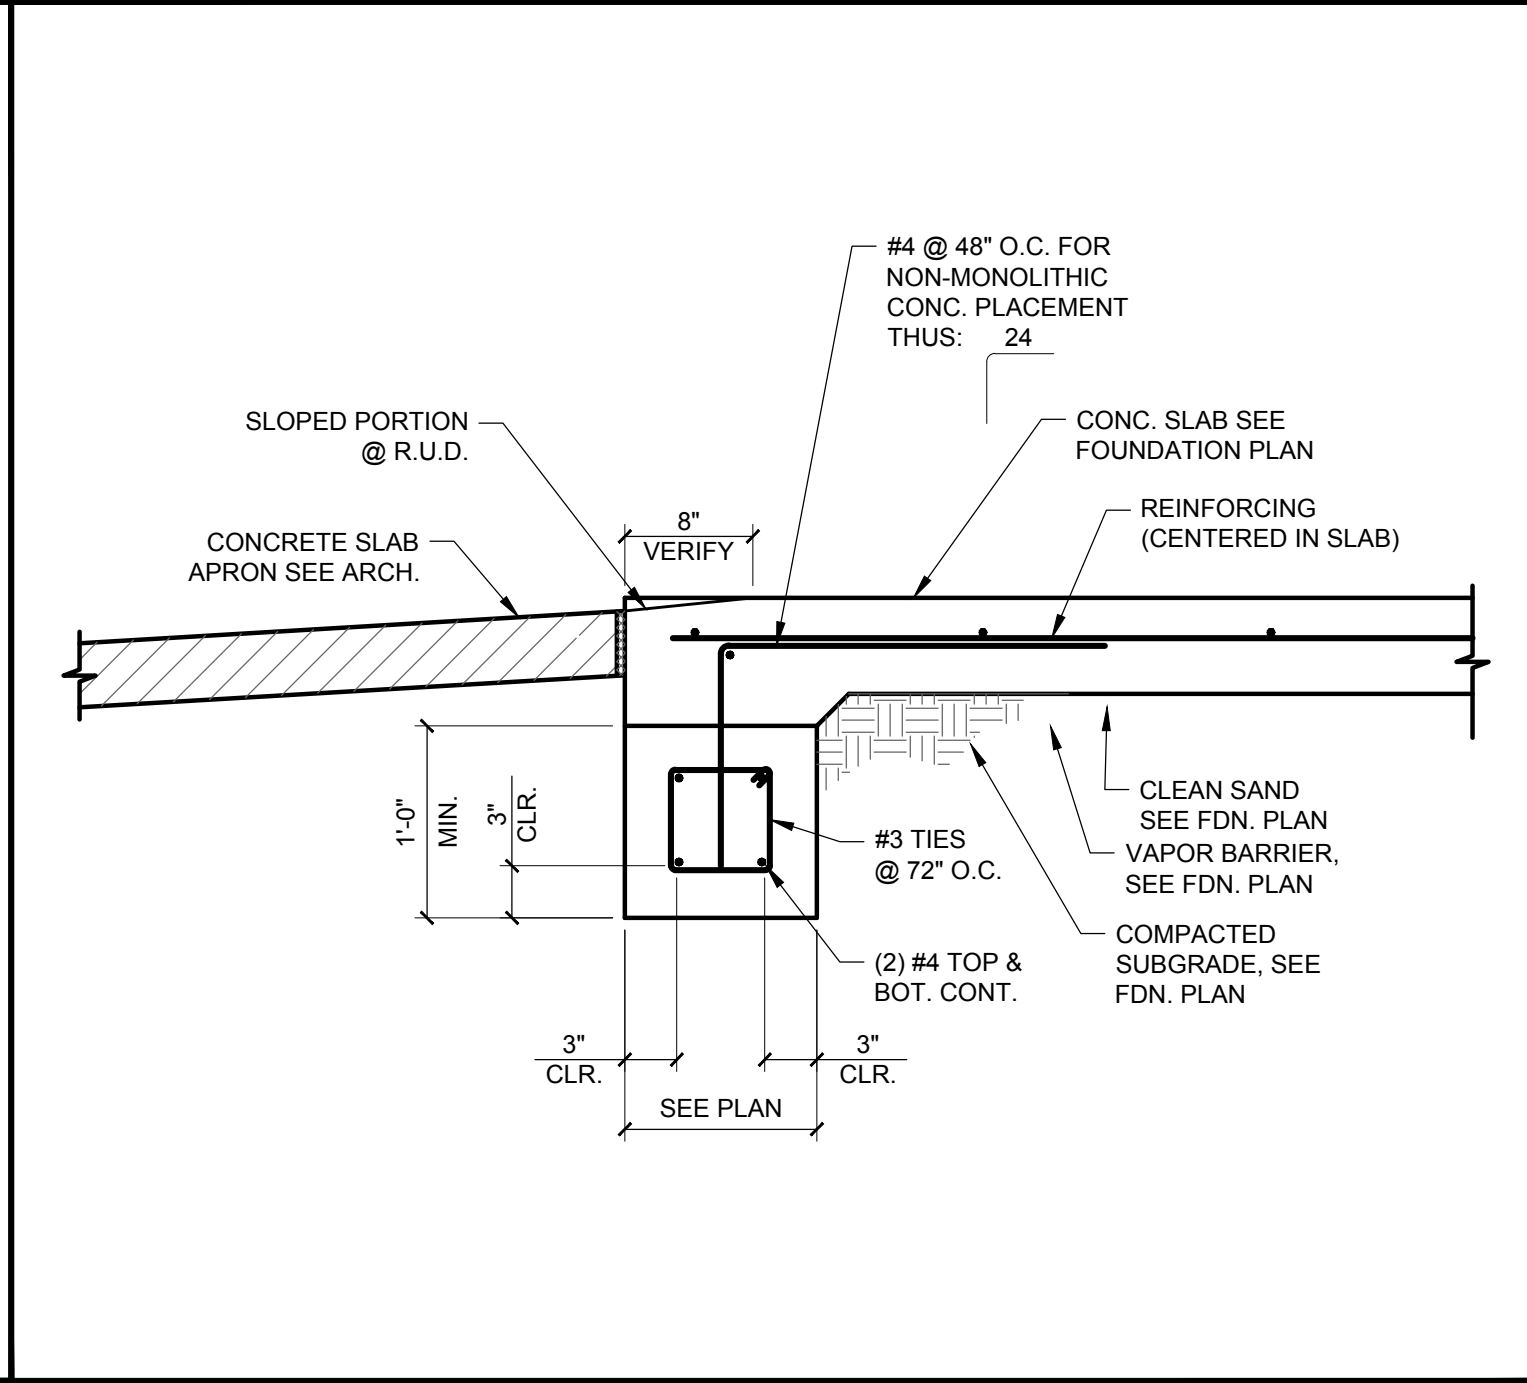 #4 @ 48" O.C. FOR
NON-MONOLITHIC
CONC. PLACEMENT
THUS: 24
SLOPED PORTION
@ R.U.D.
CONC. SLAB SEE
FOUNDATION PLAN
REINFORCING
(CENTERED IN SLAB)
8"
VERIFY
CONCRETE SLAB
APRON SEE ARCH.
1'-0"
MIN.
3"
CLR.
CLEAN SAND
SEE FDN. PLAN
#3 TIES
@ 72" O.C.
VAPOR BARRIER,
SEE FDN. PLAN
COMPACTED
SUBGRADE, SEE
FDN. PLAN
(2) #4 TOP &
BOT. CONT.
3"
CLR.
3"
CLR.
SEE PLAN